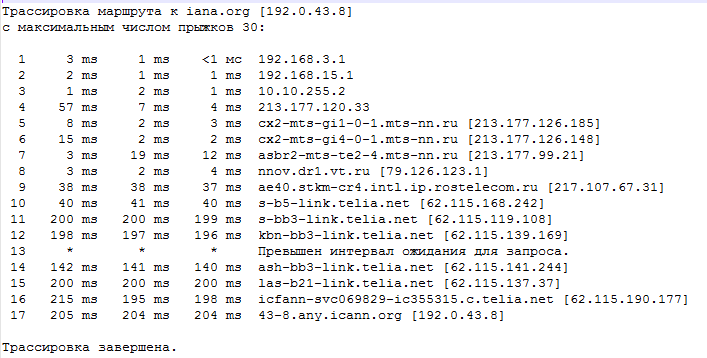 Трассировка маршрута к iana.org [192.0.43.8]
с максимальным числом прыжков 30:
1 3 ms 1 ms <1 мс 192.168.3.1
2 2 ms 1 ms 1 ms 192.168.15.1
3 1 ms 2 ms 1 ms 10.10.255.2
4 57 ms 7 ms 4 ms 213.177.120.33
5 8 ms 2 ms 3 ms cx2-mts-gi1-0-1.mts-nn.ru [213.177.126.185]
6 15 ms 2 ms 2 ms cx2-mts-gi4-0-1.mts-nn.ru [213.177.126.148]
7 3 ms 19 ms 12 ms asbr2-mts-te2-4.mts-nn.ru [213.177.99.21]
8 3 ms 2 ms 4 ms nnov.dr1.vt.ru [79.126.123.1]
9 38 ms 38 ms 37 ms ae40.stkm-cr4.intl.ip.rostelecom.ru [217.107.67.31]
10 40 ms 41 ms 40 ms s-b5-link.telia.net [62.115.168.242]
11 200 ms 200 ms 199 ms s-bb3-link.telia.net [62.115.119.108]
12 198 ms 197 ms 196 ms kbn-bb3-link.telia.net [62.115.139.169]
13 * * * Превышен интервал ожидания для запроса.
14 142 ms 141 ms 140 ms ash-bb3-link.telia.net [62.115.141.244]
15 200 ms 200 ms 200 ms las-b21-link.telia.net [62.115.137.37]
16 215 ms 195 ms 198 ms icfann-svc069829-ic355315.c.telia.net [62.115.190.177]
17 205 ms 204 ms 204 ms 43-8.any.icann.org [192.0.43.8]
Трассировка завершена.